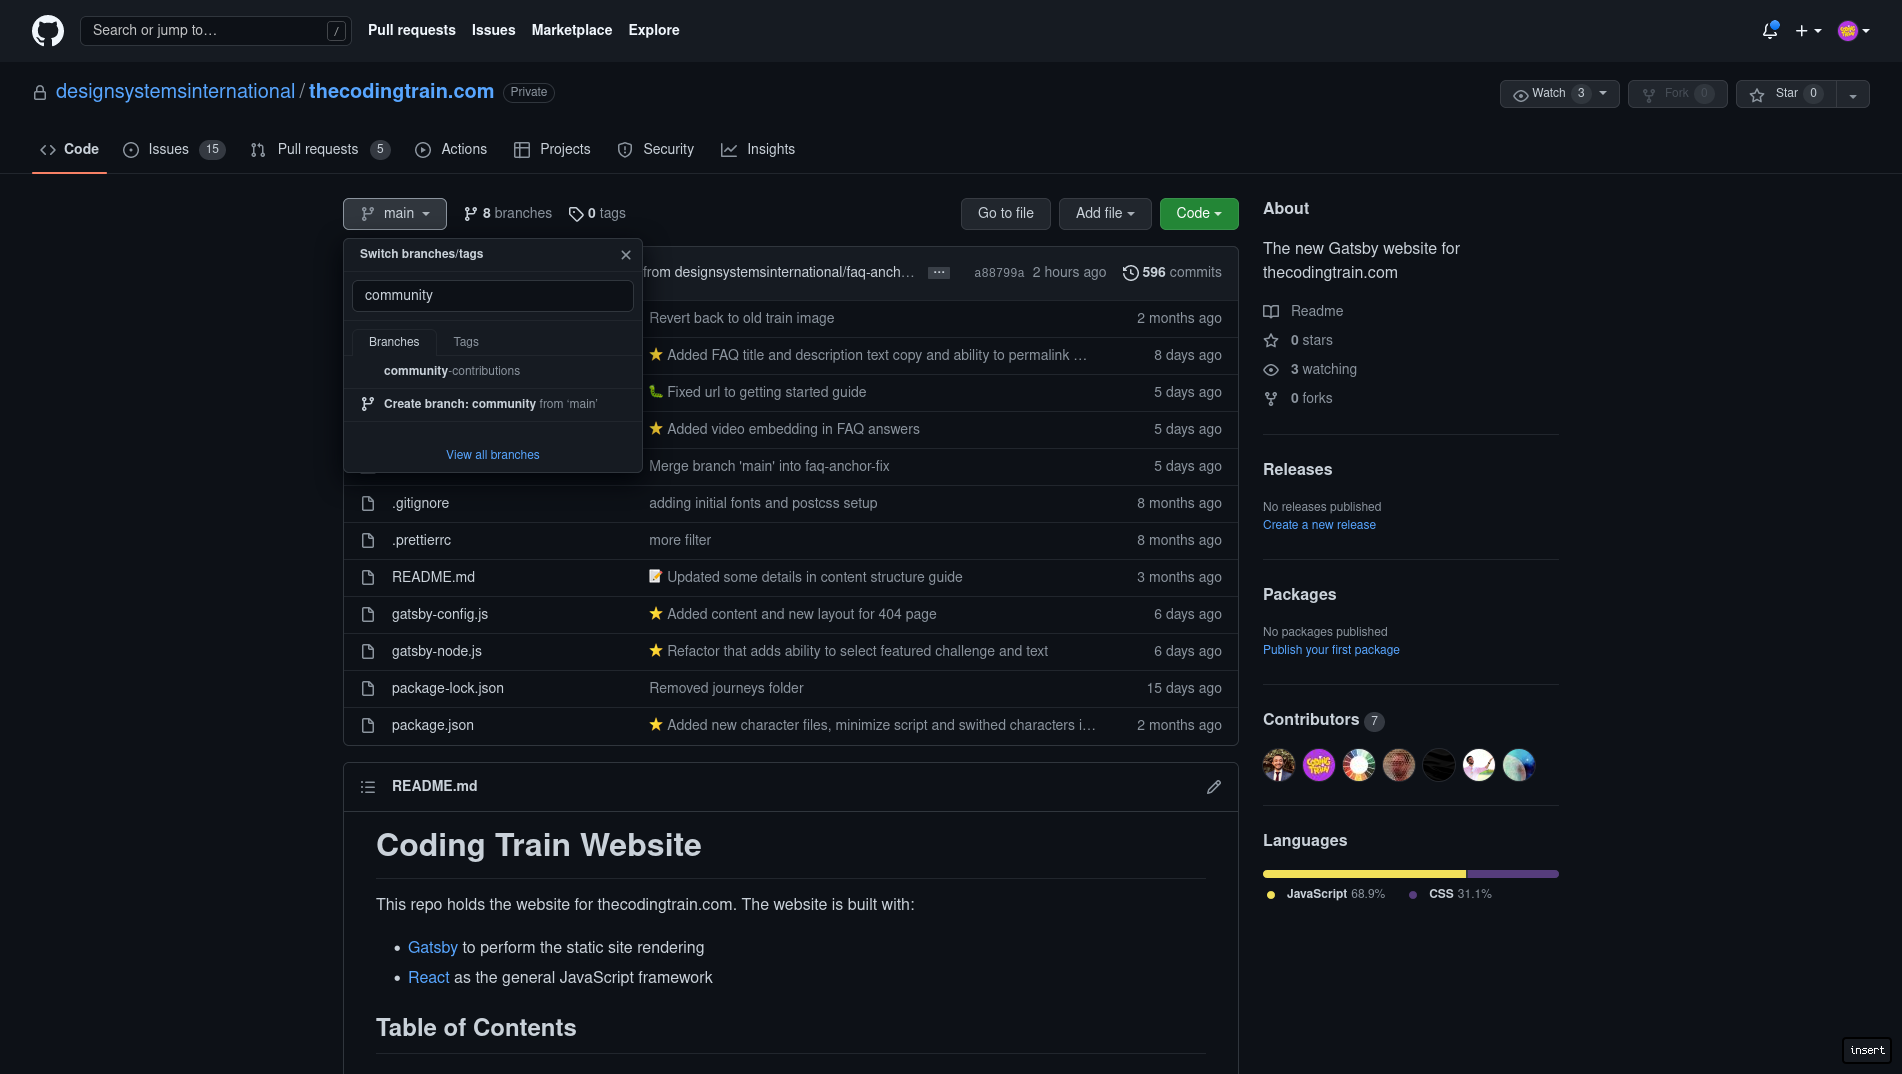 Search or jump to… /
Pull requests Issues Marketplace Explore
designsystemsinternational / thecodingtrain.com Private
Watch 3 Fork 0 Star 0
Code Issues 15 Pull requests 5 Actions Projects Security Insights
main 8 branches 0 tags Go to file Add file Code
Switch branches/tags
community
Branches Tags
community-contributions
Create branch: community from ‘main’
View all branches
from designsystemsinternational/faq-anch… ··· a88799a 2 hours ago 596 commits
Revert back to old train image 2 months ago
⭐ Added FAQ title and description text copy and ability to permalink … 8 days ago
🐛 Fixed url to getting started guide 5 days ago
⭐ Added video embedding in FAQ answers 5 days ago
Merge branch 'main' into faq-anchor-fix 5 days ago
.gitignore adding initial fonts and postcss setup 8 months ago
.prettierrc more filter 8 months ago
README.md 📝 Updated some details in content structure guide 3 months ago
gatsby-config.js ⭐ Added content and new layout for 404 page 6 days ago
gatsby-node.js ⭐ Refactor that adds ability to select featured challenge and text 6 days ago
package-lock.json Removed journeys folder 15 days ago
package.json ⭐ Added new character files, minimize script and swithed characters i… 2 months ago
README.md
Coding Train Website
This repo holds the website for thecodingtrain.com. The website is built with:
• Gatsby to perform the static site rendering
• React as the general JavaScript framework
Table of Contents
About
The new Gatsby website for
thecodingtrain.com
Readme
0 stars
3 watching
0 forks
Releases
No releases published
Create a new release
Packages
No packages published
Publish your first package
Contributors 7
CODING
TRAIN
Languages
JavaScript 68.9% CSS 31.1%
insert